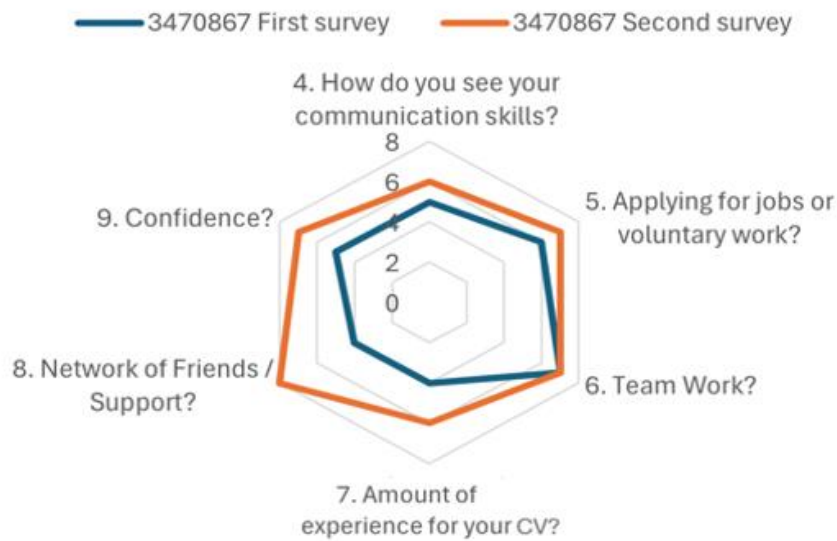 3470867 First survey
3470867 Second survey
4. How do you see your
communication skills?
8
6
4
2
0
5. Applying for jobs or
voluntary work?
6. Team Work?
7. Amount of
experience for your CV?
8. Network of Friends /
Support?
9. Confidence?